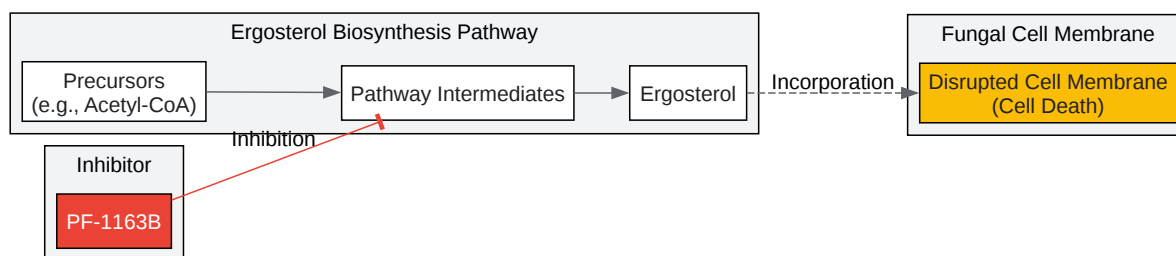 Ergosterol Biosynthesis Pathway
Precursors
(e.g., Acetyl-CoA)
Pathway Intermediates
Ergosterol
Incorporation
Fungal Cell Membrane
Disrupted Cell Membrane
(Cell Death)
Inhibition
Inhibitor
PF-1163B